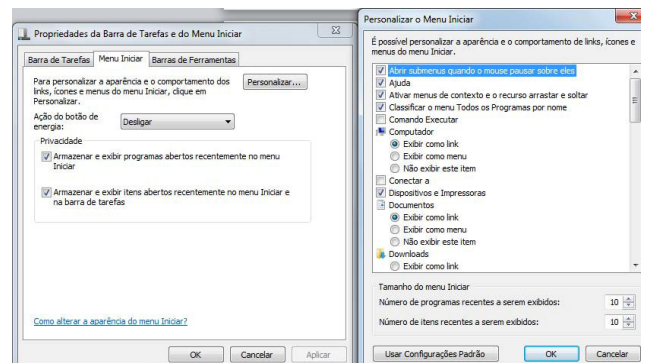 Propriedades da Barra de Tarefas e do Menu Iniciar
Barra de Tarefas
Menu Iniciar
Barras de Ferramentas
Para personalizar a aparência e o comportamento dos
links, ícones e menus do menu Iniciar, clique em
Personalizar.
Personalizar...
Ação do botão de
energia:
Desligar
Privacidade
Armazenar e exibir programas abertos recentemente no menu
Iniciar
Armazenar e exibir itens abertos recentemente no menu Iniciar e
na barra de tarefas
Como alterar a aparência do menu Iniciar?
OK
Cancelar
Aplicar
Personalizar o Menu Iniciar
É possível personalizar a aparência e o comportamento de links, ícones e
menus do menu Iniciar.
Abrir submenus quando o mouse pausar sobre eles
Ajuda
Ativar menus de contexto e o recurso arrastar e soltar
Classificar o menu Todos os Programas por nome
Comando Executar
Computador
Exibir como link
Exibir como menu
Não exibir este item
Conectar a
Dispositivos e Impressoras
Documentos
Exibir como link
Exibir como menu
Não exibir este item
Downloads
Exibir como link
Tamanho do menu Iniciar
Número de programas recentes a serem exibidos:
10
Número de itens recentes a serem exibidos:
10
Usar Configurações Padrão
OK
Cancelar